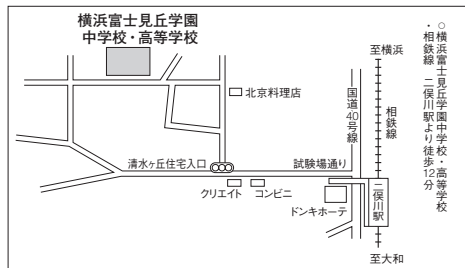 ○横浜富士見丘学園中学校・高等学校
・相鉄線 二俣川駅より徒歩12分
横浜富士見丘学園
中学校・高等学校
至横浜
北京料理店
国道40号線
相鉄線
清水ヶ丘住宅入口
試験場通り
クリエイト
コンビニ
ドンキホーテ
二俣川駅
至大和